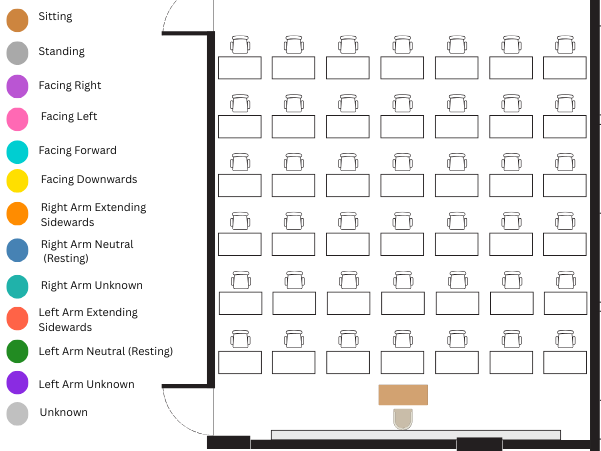 Sitting
Standing
Facing Right
Facing Left
Facing Forward
Facing Downwards
Right Arm Extending
Sidewards
Right Arm Neutral
(Resting)
Right Arm Unknown
Left Arm Extending
Sidewards
Left Arm Neutral (Resting)
Left Arm Unknown
Unknown